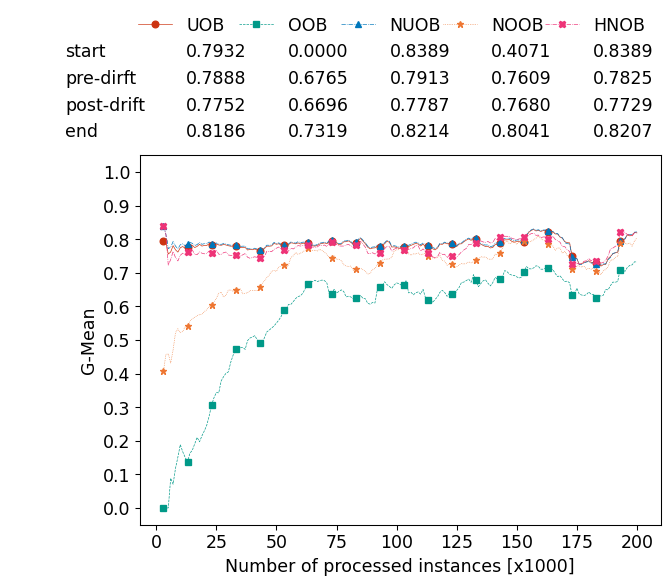 UOB OOB NUOB NOOB HNOB
start 0.7932 0.0000 0.8389 0.4071 0.8389
pre-dirft 0.7888 0.6765 0.7913 0.7609 0.7825
post-drift 0.7752 0.6696 0.7787 0.7680 0.7729
end 0.8186 0.7319 0.8214 0.8041 0.8207
1.0
0.9
0.8
0.7
0.6
0.5
0.4
0.3
0.2
0.1
0.0
G-Mean
0 25 50 75 100 125 150 175 200
Number of processed instances [x1000]